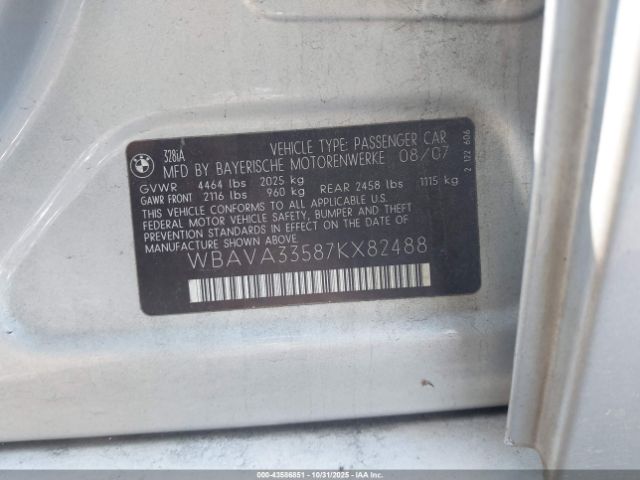 BMW
328iA
VEHICLE TYPE: PASSENGER CAR
MFD BY BAYERISCHE MOTORENWERKE 08/07
GVWR 4464 lbs 2025 kg
GAWR FRONT 2116 lbs 960 kg REAR 2458 lbs 1115 kg
THIS VEHICLE CONFORMS TO ALL APPLICABLE U.S.
FEDERAL MOTOR VEHICLE SAFETY, BUMPER AND THEFT
PREVENTION STANDARDS IN EFFECT ON THE DATE OF
MANUFACTURE SHOWN ABOVE.
WBAVA33587KX82488
2 122 606
000-43586851 - 10/31/2025 - COPART